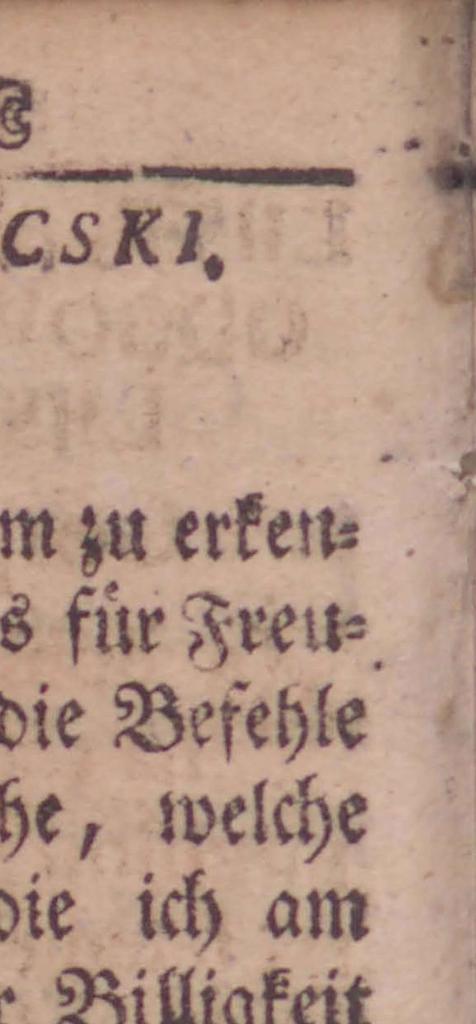 CSKI.
m zu erken=
s für Freu=
die Befehle
he, welche
die ich am
r Billigkeit